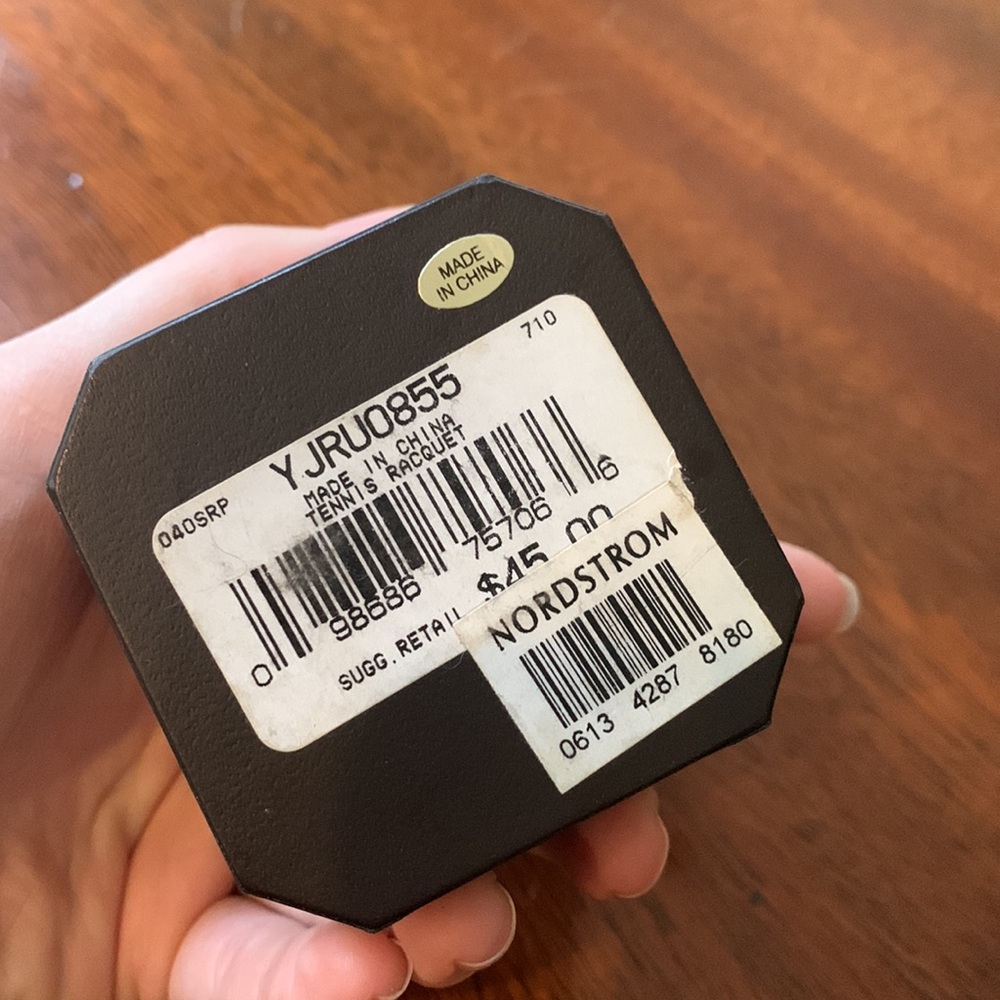 MADE
IN CHINA
710
YJRU0855
MADE IN CHINA
TENNIS RACQUET
040SRP
0 98686 75706 6
SUGG. RETAIL $45.00
NORDSTROM
0613 4287 8180